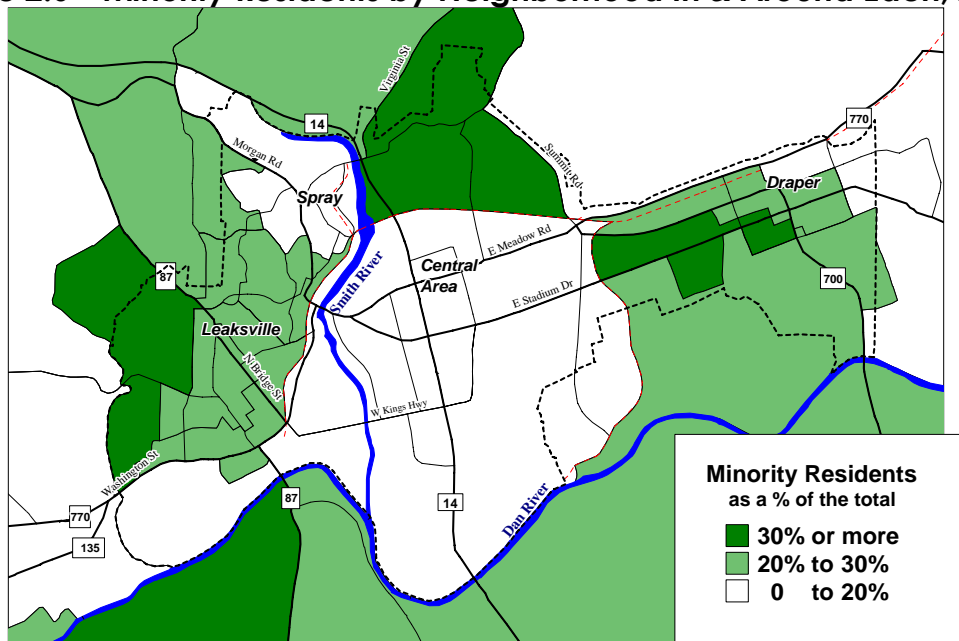 Minority Residents by Neighborhood in & Around Eden,
Virginia St
14
770
Morgan Rd
Summit Rd
Spray
Draper
E Meadow Rd
87
Smith River
Central
Area
E Stadium Dr
700
Leaksville
N Bridge St
W Kings Hwy
Washington St
87
14
Dan River
770
135
Minority Residents
as a % of the total
30% or more
20% to 30%
0 to 20%